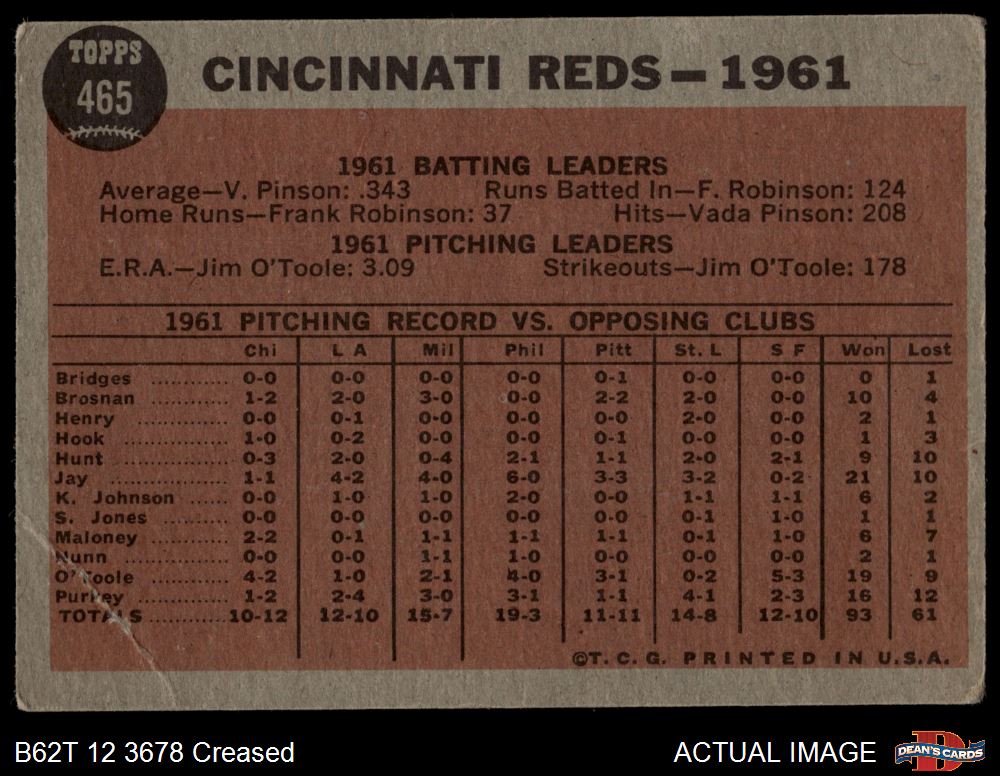 TOPPS
465
CINCINNATI REDS—1961
1961 BATTING LEADERS
Average—V. Pinson: .343 Runs Batted In—F. Robinson: 124
Home Runs—Frank Robinson: 37 Hits—Vada Pinson: 208
1961 PITCHING LEADERS
E.R.A.—Jim O'Toole: 3.09 Strikeouts—Jim O'Toole: 178
1961 PITCHING RECORD VS. OPPOSING CLUBS
Chi L A Mil Phil Pitt St. L S F Won Lost
Bridges ............ 0-0 0-0 0-0 0-0 0-1 0-0 0-0 0 1
Brosnan ............ 1-2 2-0 3-0 0-0 2-2 2-0 0-0 10 4
Henry ............ 0-0 0-1 0-0 0-0 0-0 2-0 0-0 2 1
Hook ............ 1-0 0-2 0-0 0-0 0-1 0-0 0-0 1 3
Hunt ............ 0-3 2-0 0-4 2-1 1-1 2-0 2-1 9 10
Jay ............ 1-1 4-2 4-0 6-0 3-3 3-2 0-2 21 10
K. Johnson ......... 0-0 1-0 1-0 2-0 0-0 1-1 1-1 6 2
S. Jones ......... 0-0 0-0 0-0 0-0 0-0 0-1 1-0 1 1
Maloney ............ 2-2 0-1 1-1 1-1 1-1 0-1 1-0 6 7
Nunn ............ 0-0 0-0 1-1 1-0 0-0 0-0 0-0 2 1
O'Toole ............ 4-2 1-0 2-1 4-0 3-1 0-2 5-3 19 9
Purkey ............ 1-2 2-4 3-0 3-1 1-1 4-1 2-3 16 12
TOTALS ............ 10-12 12-10 15-7 19-3 11-11 14-8 12-10 93 61
©T. C. G. PRINTED IN U.S.A.
B62T 12 3678 Creased ACTUAL IMAGE DEAN'S CARDS